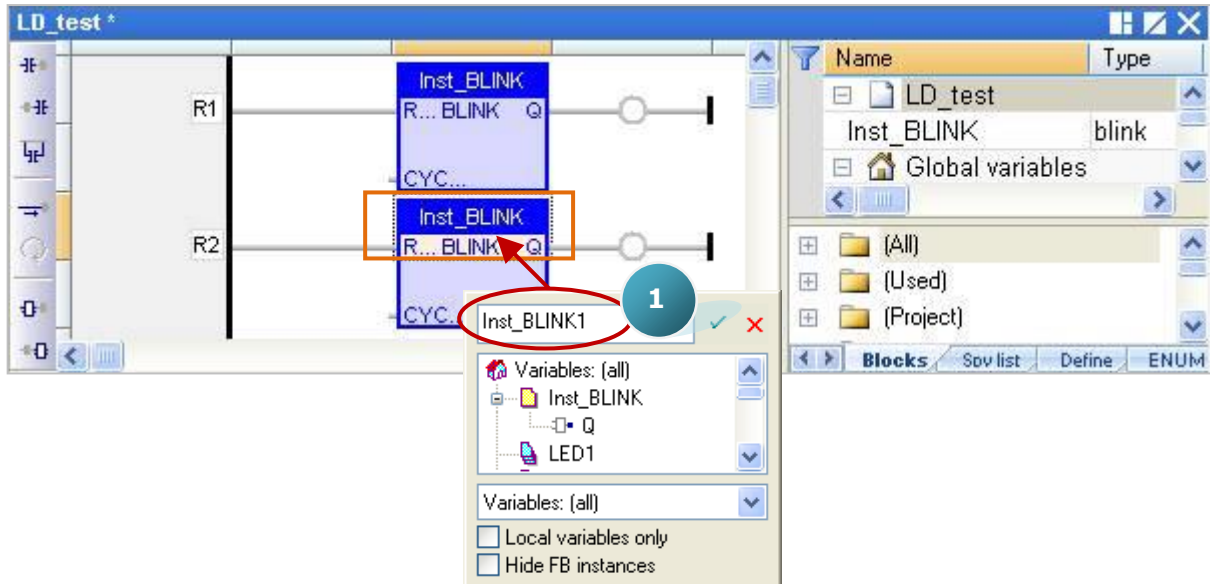 LD_test *
Name Type
LD_test
Inst_BLINK blink
Global variables
R1
Inst_BLINK
R... BLINK Q
CYC...
R2
Inst_BLINK
R... BLINK Q
CYC...
(All)
(Used)
(Project)
Blocks Spy list Define ENUM
1
Inst_BLINK1
Variables: (all)
Inst_BLINK
Q
LED1
Variables: (all)
Local variables only
Hide FB instances